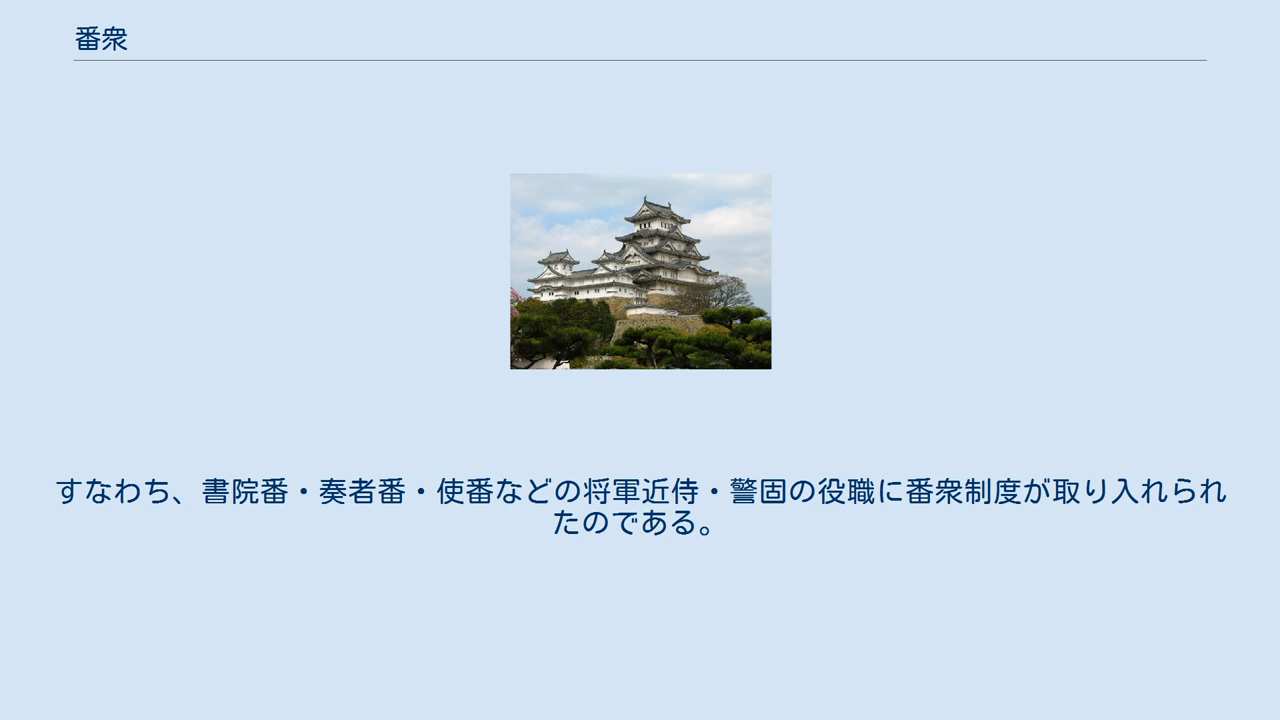 番衆
すなわち、書院番・奏者番・使番などの将軍近侍・警固の役職に番衆制度が取り入れられ
たのである。